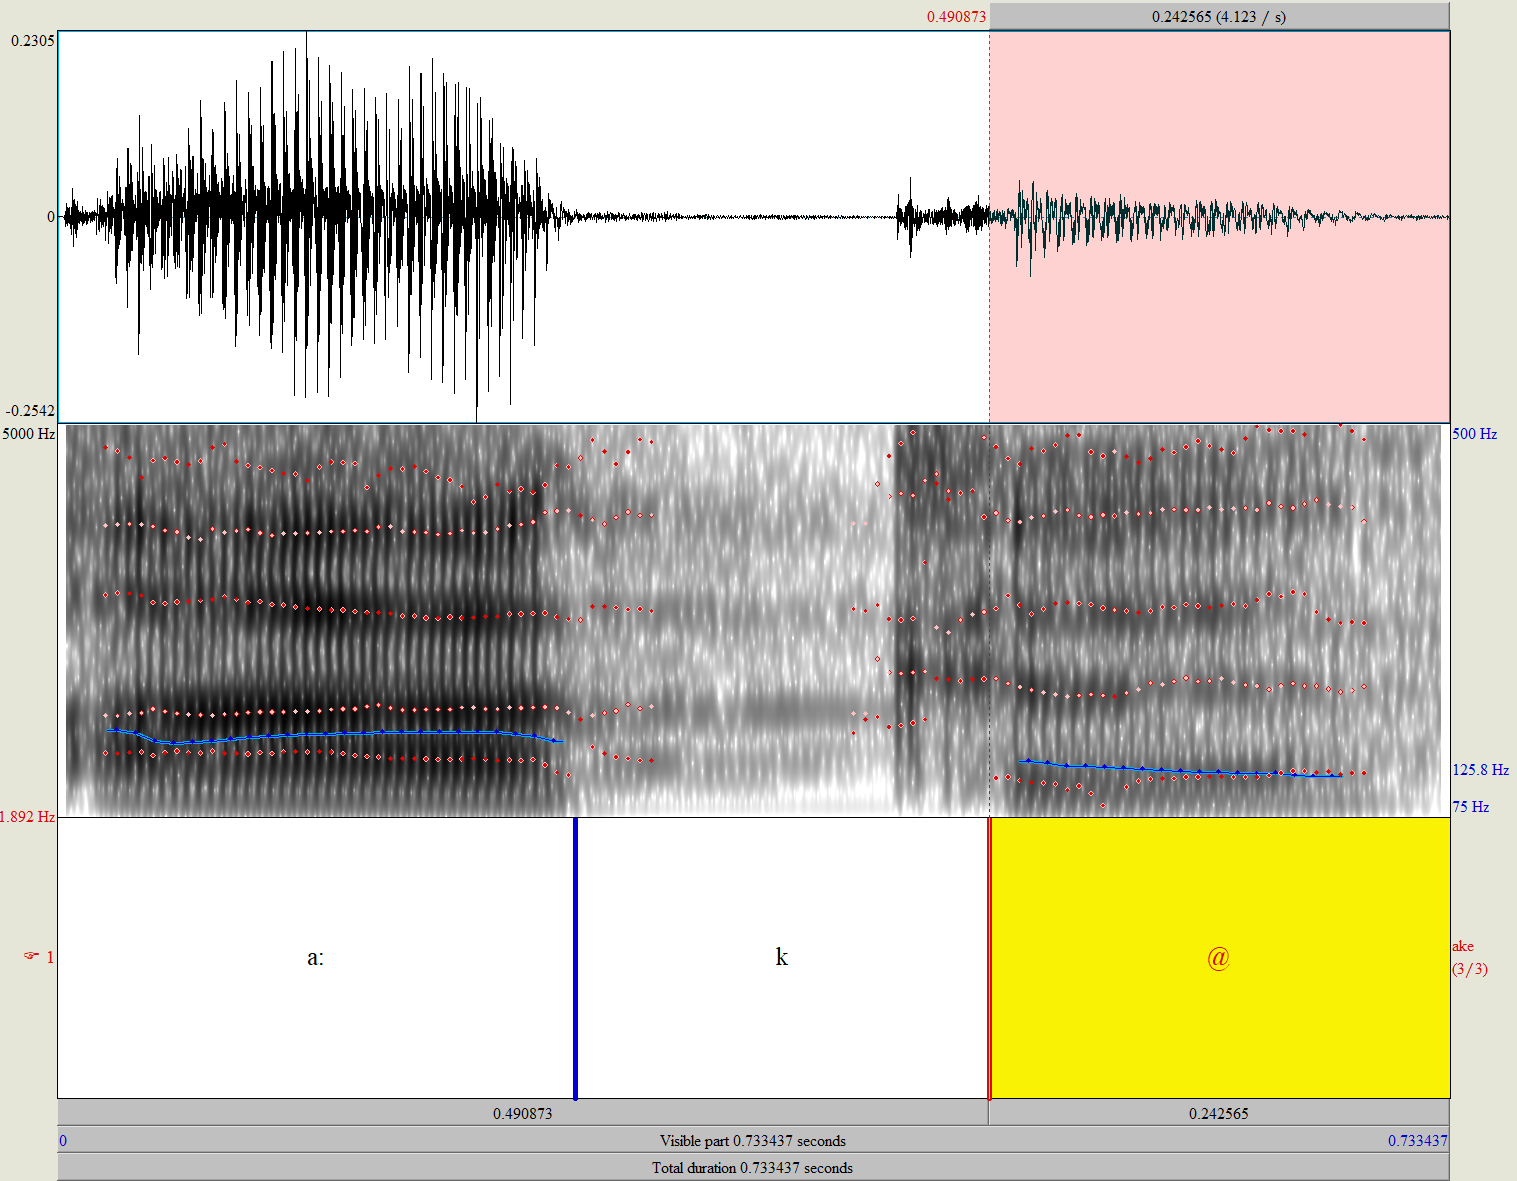 0.490873
0.242565 (4.123 / s)
0.2305
0
-0.2542
5000 Hz
500 Hz
125.8 Hz
75 Hz
1.892 Hz
a:
k
@
☞ 1
ake
(3/3)
0.490873
0.242565
0
Visible part 0.733437 seconds
0.733437
Total duration 0.733437 seconds